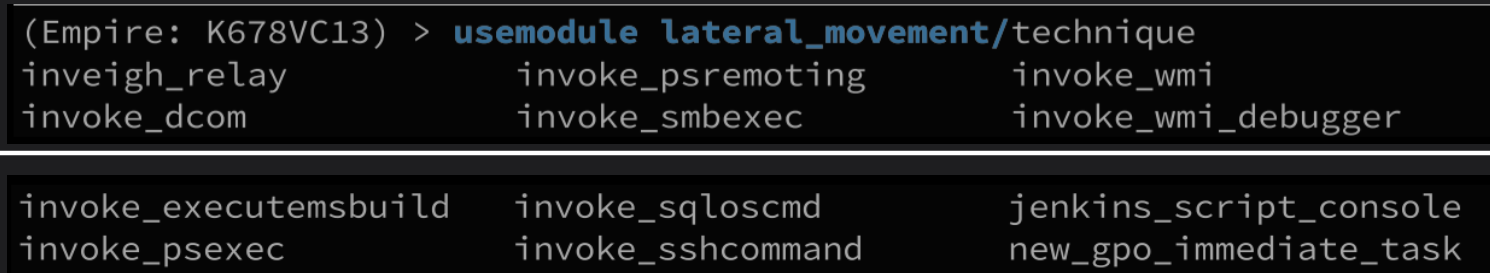 (Empire: K678VC13) > usemodule lateral_movement/technique
inveigh_relay invoke_psremoting invoke_wmi
invoke_dcom invoke_smbexec invoke_wmi_debugger
invoke_executemsbuild invoke_sqloscmd jenkins_script_console
invoke_psexec invoke_sshcommand new_gpo_immediate_task